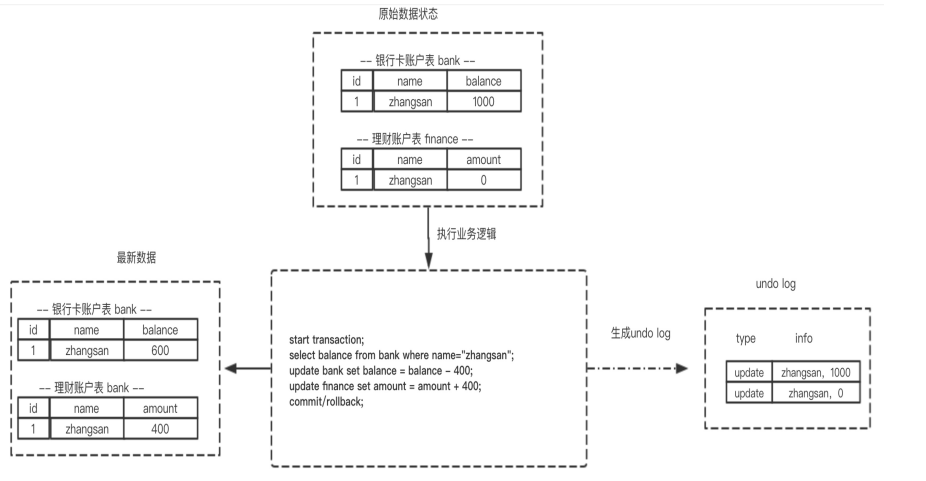 原始数据状态
-- 银行卡账户表 bank --
id name balance
1 zhangsan 1000
-- 理财账户表 finance --
id name amount
1 zhangsan 0
执行业务逻辑
最新数据
-- 银行卡账户表 bank --
id name balance
1 zhangsan 600
-- 理财账户表 bank --
id name amount
1 zhangsan 400
start transaction;
select balance from bank where name="zhangsan";
update bank set balance = balance - 400;
update finance set amount = amount + 400;
commit/rollback;
生成undo log
undo log
type info
update zhangsan, 1000
update zhangsan, 0